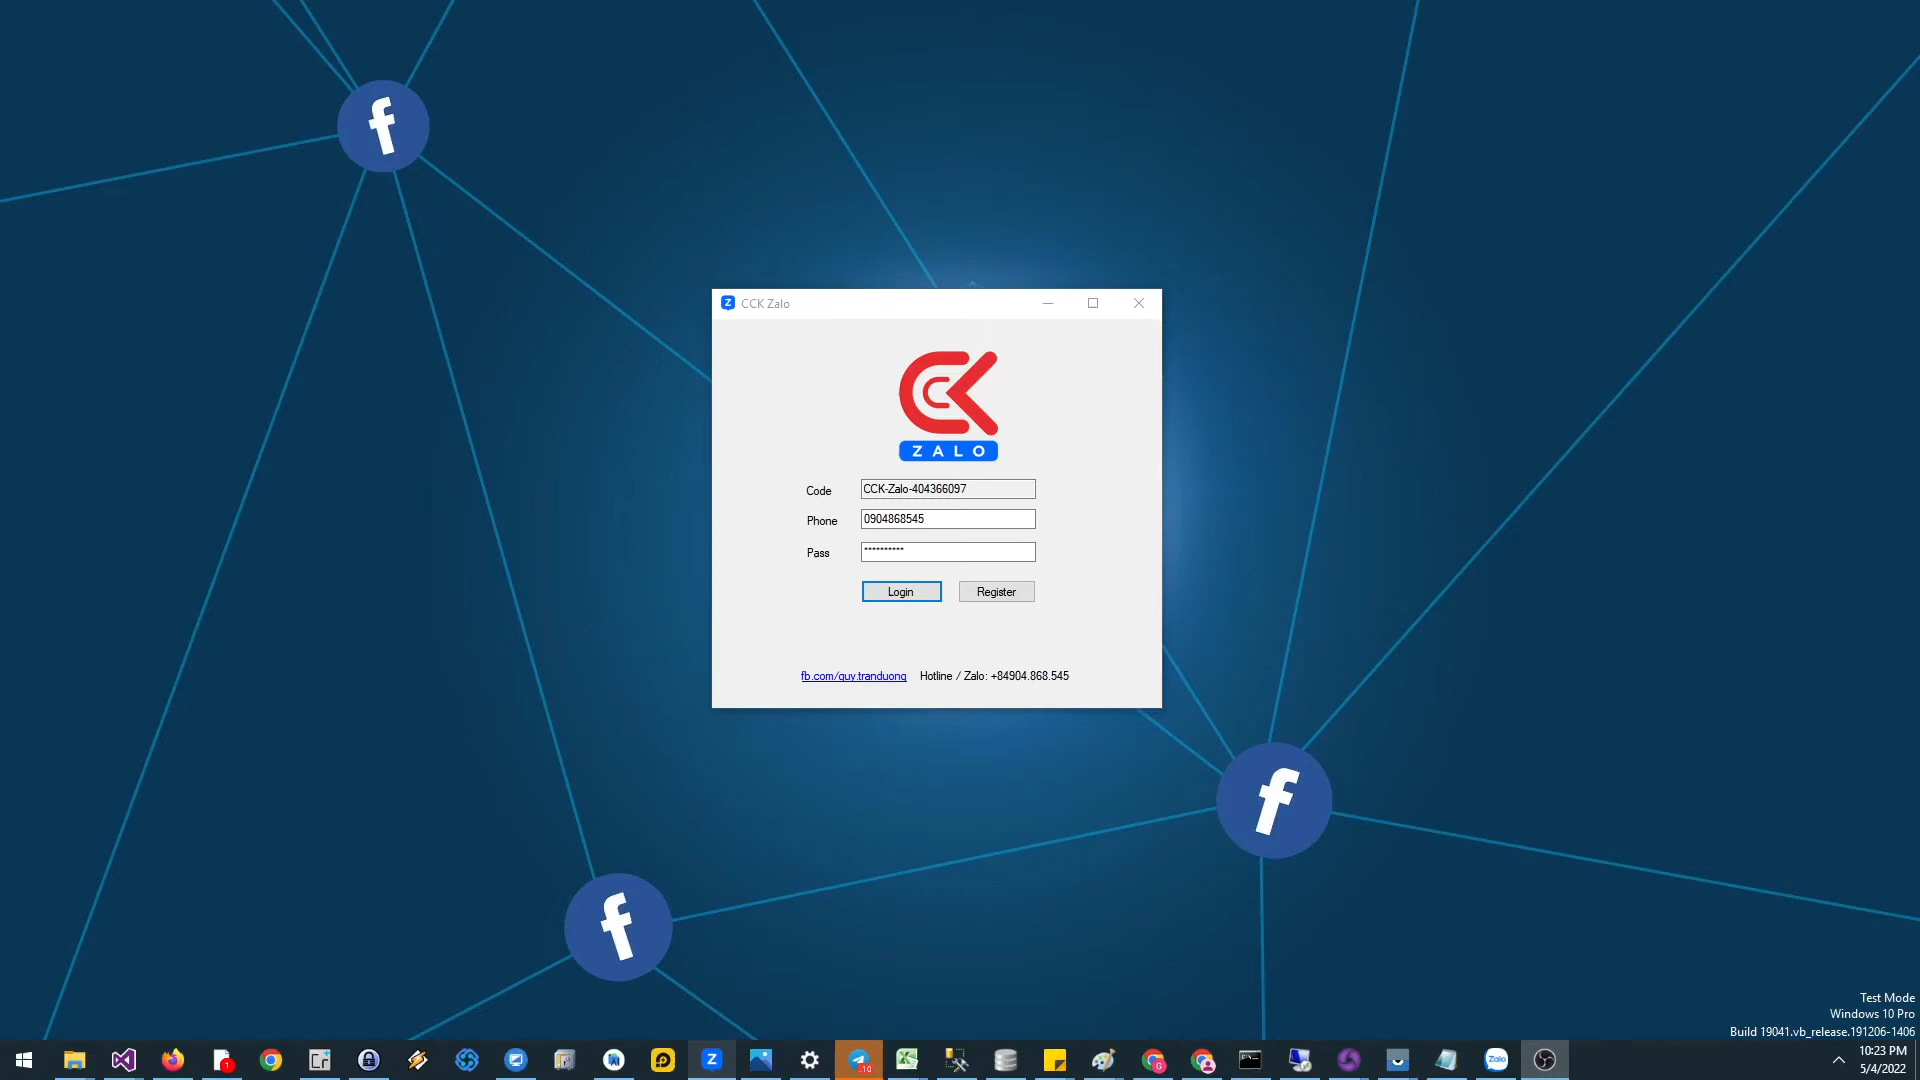 CCK Zalo
ZALO
Code CCK-Zalo-404366097
Phone 0904868545
Pass **********
Login Register
fb.com/quy.tranduong Hotline / Zalo: +84904.868.545
Test Mode
Windows 10 Pro
Build 19041.vb_release.191206-1406
10:23 PM
5/4/2022